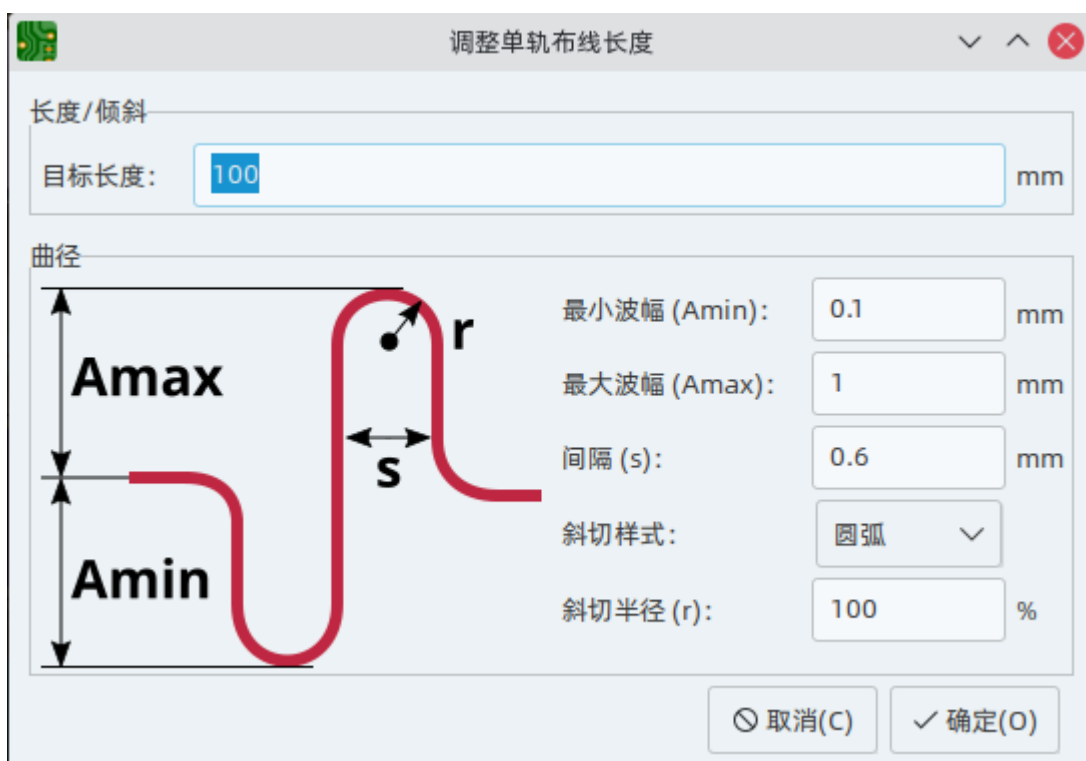 调整单轨布线长度
长度/倾斜
目标长度: 100 mm
曲径
Amax
r
s
Amin
最小波幅 (Amin): 0.1 mm
最大波幅 (Amax): 1 mm
间隔 (s): 0.6 mm
斜切样式: 圆弧
斜切半径 (r): 100 %
取消(C) 确定(O)